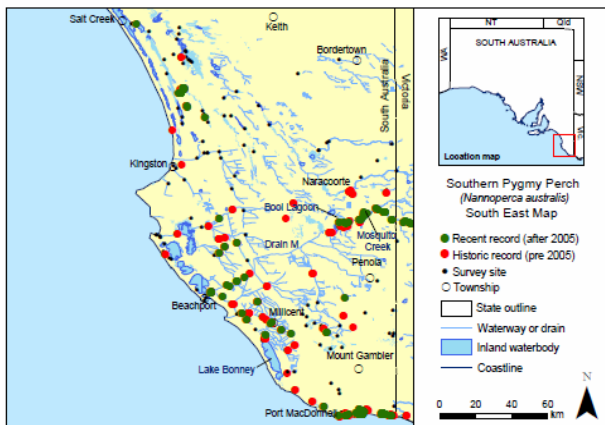 Salt Creek
Keith
Bordertown
South Australia
Victoria
Kingston
Naracoorte
Bool Lagoon
Mosquito
Creek
Drain M
Penola
Beachport
Millicent
Mount Gambier
Lake Bonney
Port MacDonnell
NT
Qld
SOUTH AUSTRALIA
WA
NSW
Vic
Location map
Southern Pygmy Perch
(Nannoperca australis)
South East Map
Recent record (after 2005)
Historic record (pre 2005)
Survey site
Township
State outline
Waterway or drain
Inland waterbody
Coastline
N
0 20 40 60
km